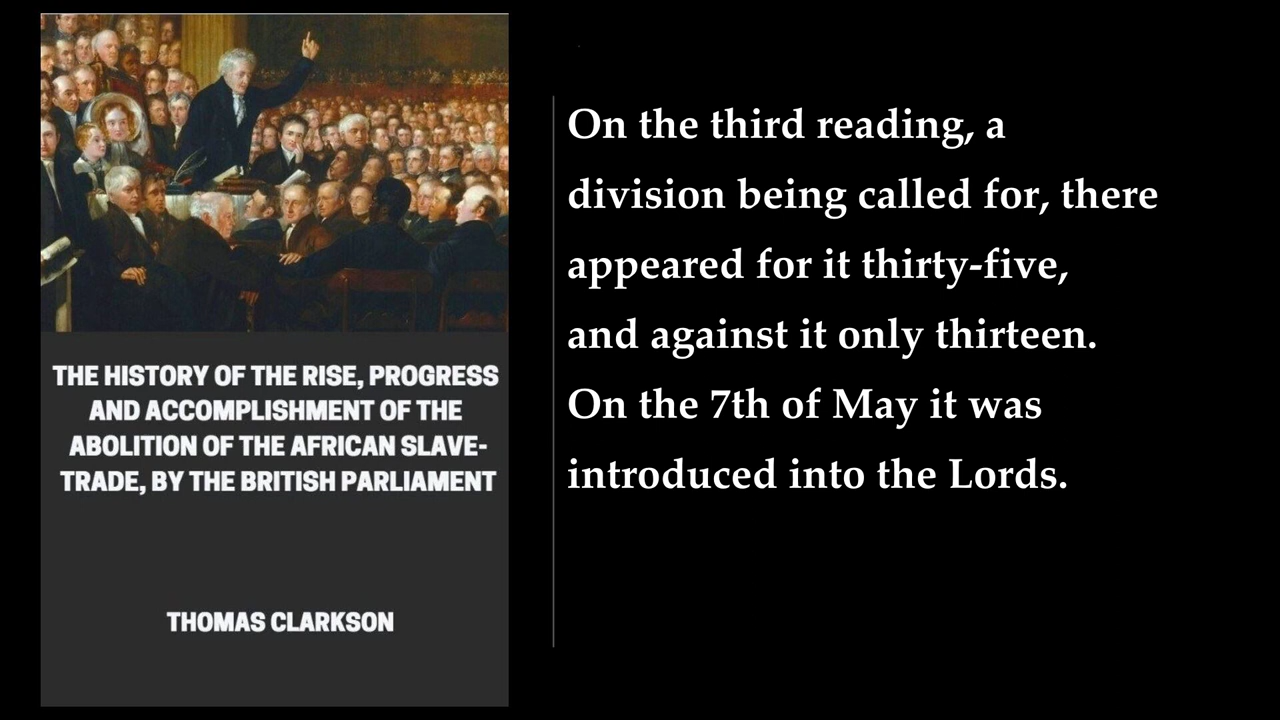 THE HISTORY OF THE RISE, PROGRESS
AND ACCOMPLISHMENT OF THE
ABOLITION OF THE AFRICAN SLAVE-
TRADE, BY THE BRITISH PARLIAMENT
THOMAS CLARKSON
On the third reading, a
division being called for, there
appeared for it thirty-five,
and against it only thirteen.
On the 7th of May it was
introduced into the Lords.